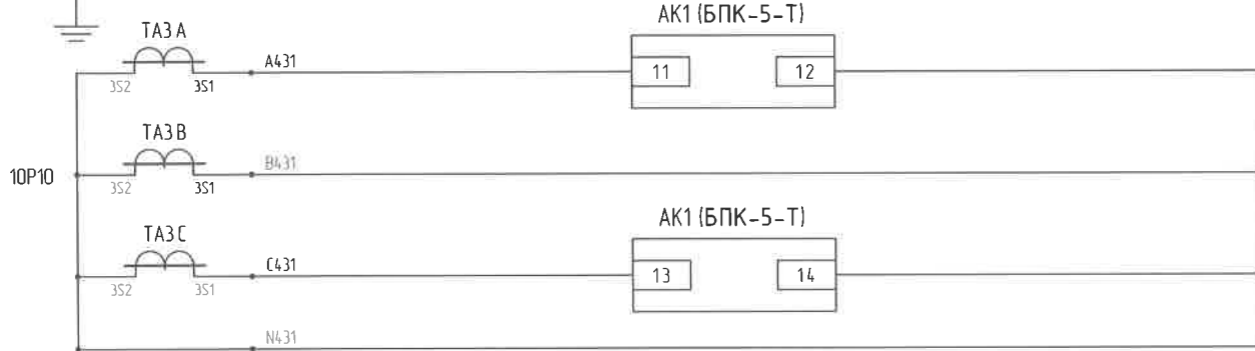 ТА3 А
АК1 (БПК-5-Т)
А431
11
12
3S2
3S1
ТА3 В
В431
10Р10
3S2
3S1
АК1 (БПК-5-Т)
ТА3 С
С431
13
14
3S2
3S1
N431